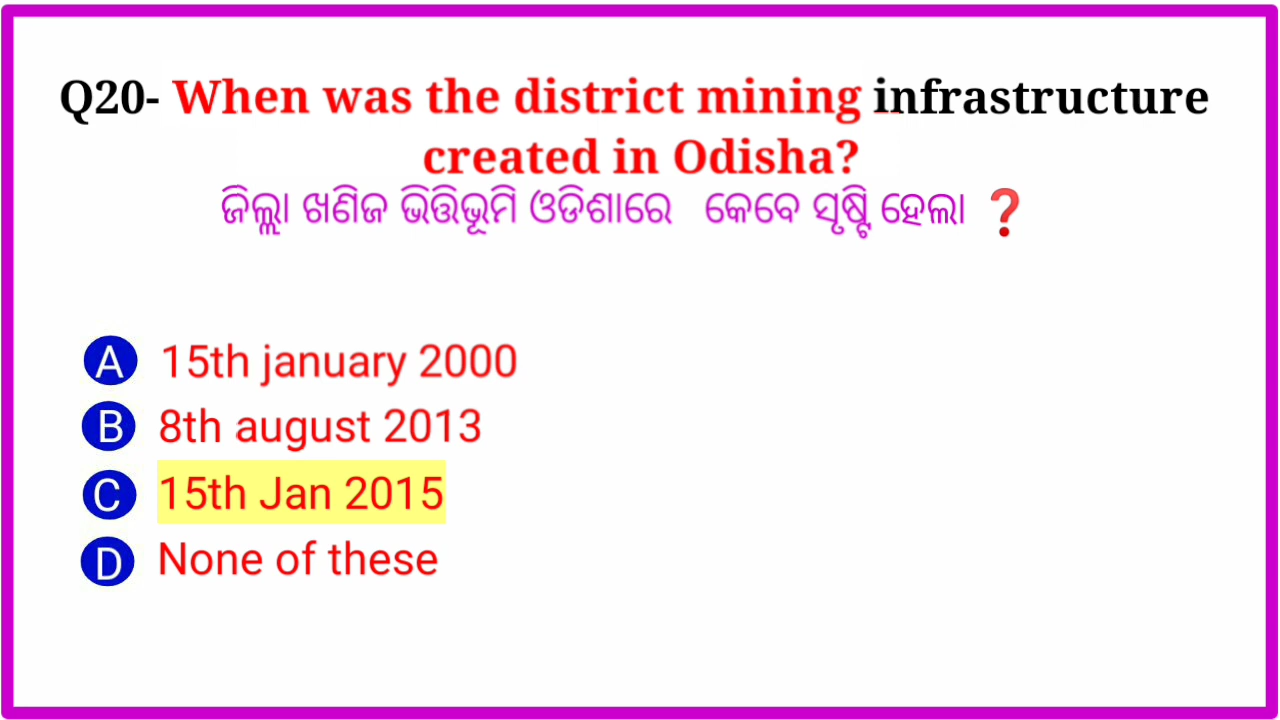 Q20- When was the district mining infrastructure
created in Odisha?
ଜିଲ୍ଲା ଖଣିଜ ଭିତ୍ତିଭୂମି ଓଡିଶାରେ କେବେ ସୃଷ୍ଟି ହେଲା ❓
A 15th january 2000
B 8th august 2013
C 15th Jan 2015
D None of these